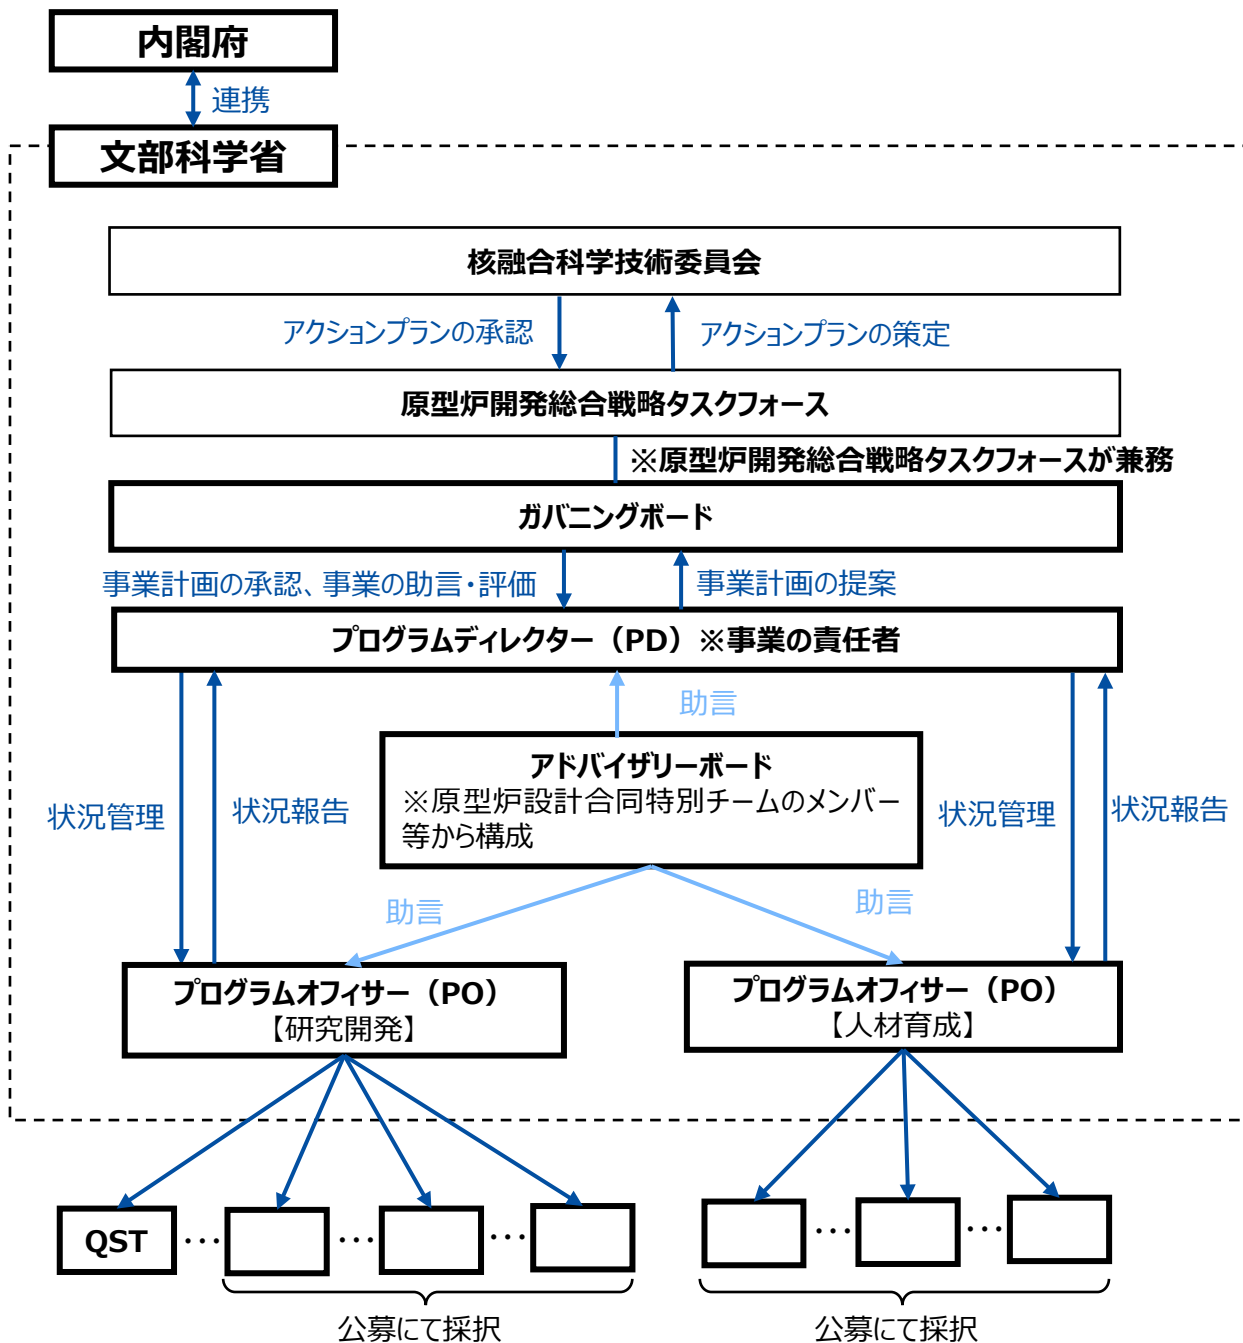 内閣府
連携
文部科学省
核融合科学技術委員会
アクションプランの承認
アクションプランの策定
原型炉開発総合戦略タスクフォース
※原型炉開発総合戦略タスクフォースが兼務
ガバニングボード
事業計画の承認、事業の助言・評価
事業計画の提案
プログラムディレクター（PD）※事業の責任者
助言
アドバイザリーボード
※原型炉設計合同特別チームのメンバー
等から構成
状況管理
状況報告
状況管理
状況報告
助言
助言
プログラムオフィサー（PO）
【研究開発】
プログラムオフィサー（PO）
【人材育成】
QST
…
…
…
…
…
公募にて採択
公募にて採択